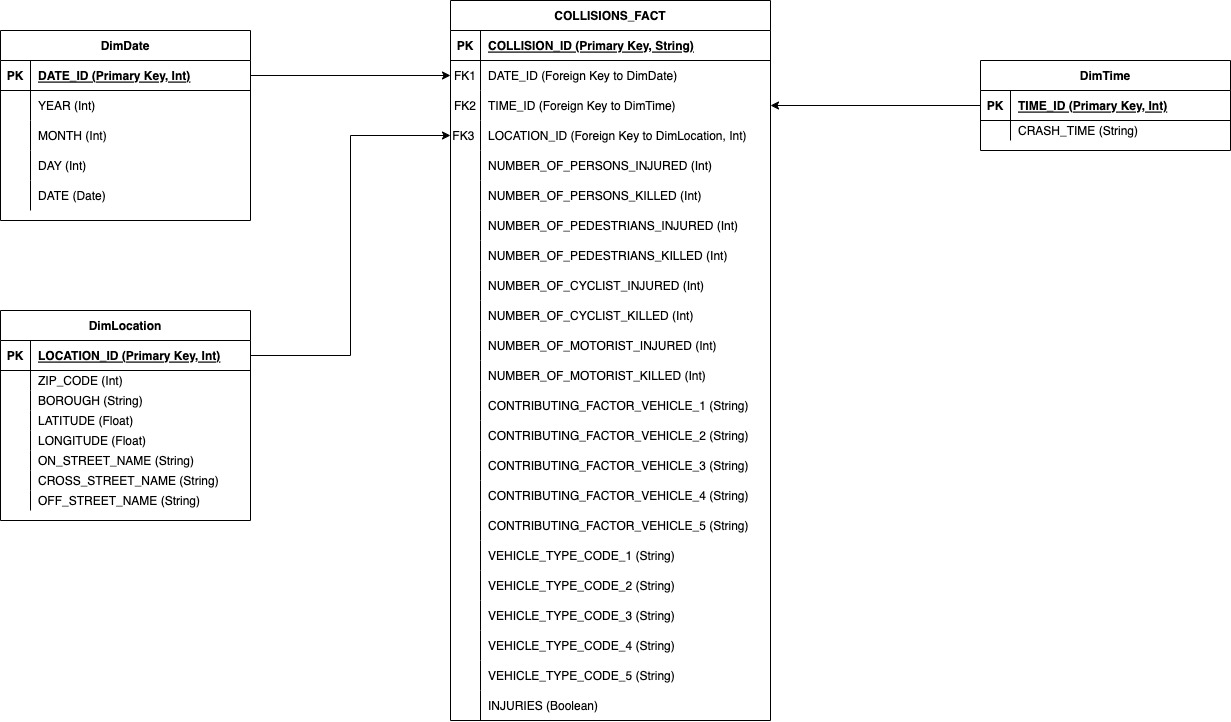 DimDate
PK DATE_ID (Primary Key, Int)
YEAR (Int)
MONTH (Int)
DAY (Int)
DATE (Date)
DimLocation
PK LOCATION_ID (Primary Key, Int)
ZIP_CODE (Int)
BOROUGH (String)
LATITUDE (Float)
LONGITUDE (Float)
ON_STREET_NAME (String)
CROSS_STREET_NAME (String)
OFF_STREET_NAME (String)
COLLISIONS_FACT
PK COLLISION_ID (Primary Key, String)
FK1 DATE_ID (Foreign Key to DimDate)
FK2 TIME_ID (Foreign Key to DimTime)
FK3 LOCATION_ID (Foreign Key to DimLocation, Int)
NUMBER_OF_PERSONS_INJURED (Int)
NUMBER_OF_PERSONS_KILLED (Int)
NUMBER_OF_PEDESTRIANS_INJURED (Int)
NUMBER_OF_PEDESTRIANS_KILLED (Int)
NUMBER_OF_CYCLIST_INJURED (Int)
NUMBER_OF_CYCLIST_KILLED (Int)
NUMBER_OF_MOTORIST_INJURED (Int)
NUMBER_OF_MOTORIST_KILLED (Int)
CONTRIBUTING_FACTOR_VEHICLE_1 (String)
CONTRIBUTING_FACTOR_VEHICLE_2 (String)
CONTRIBUTING_FACTOR_VEHICLE_3 (String)
CONTRIBUTING_FACTOR_VEHICLE_4 (String)
CONTRIBUTING_FACTOR_VEHICLE_5 (String)
VEHICLE_TYPE_CODE_1 (String)
VEHICLE_TYPE_CODE_2 (String)
VEHICLE_TYPE_CODE_3 (String)
VEHICLE_TYPE_CODE_4 (String)
VEHICLE_TYPE_CODE_5 (String)
INJURIES (Boolean)
DimTime
PK TIME_ID (Primary Key, Int)
CRASH_TIME (String)